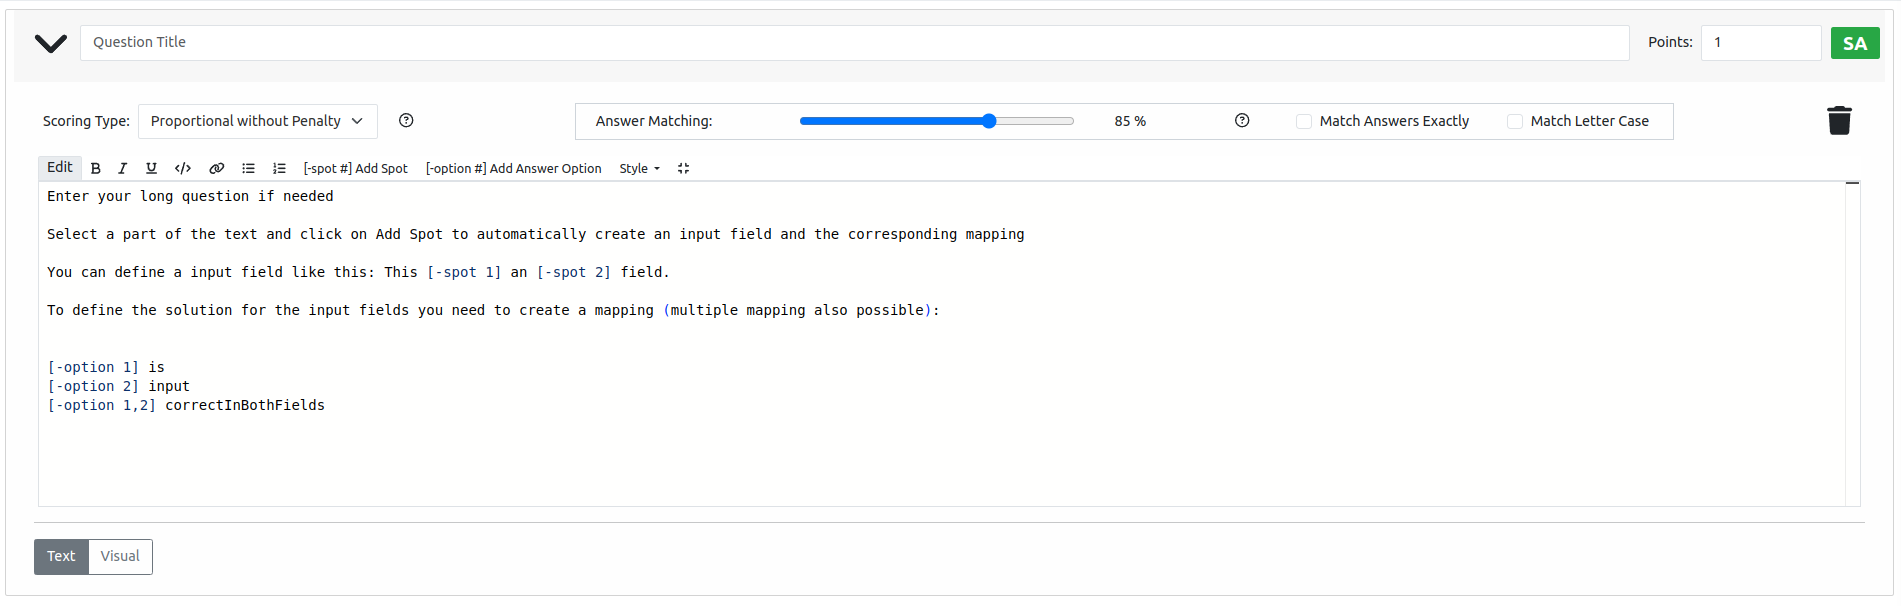 Question Title
Points: 1 SA
Scoring Type: Proportional without Penalty Answer Matching: 85 % Match Answers Exactly Match Letter Case
Edit B I U </> [-spot #] Add Spot [-option #] Add Answer Option Style
Enter your long question if needed
Select a part of the text and click on Add Spot to automatically create an input field and the corresponding mapping
You can define a input field like this: This [-spot 1] an [-spot 2] field.
To define the solution for the input fields you need to create a mapping (multiple mapping also possible):
[-option 1] is
[-option 2] input
[-option 1,2] correctInBothFields
Text Visual